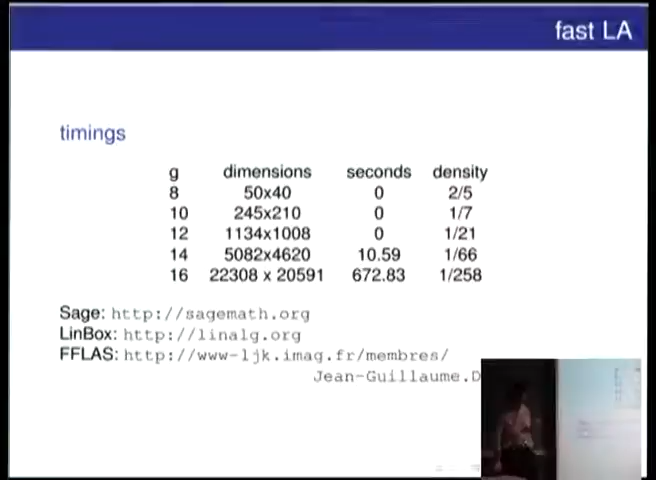 fast LA
timings
g dimensions seconds density
8 50x40 0 2/5
10 245x210 0 1/7
12 1134x1008 0 1/21
14 5082x4620 10.59 1/66
16 22308 x 20591 672.83 1/258
Sage: http://sagemath.org
LinBox: http://linalg.org
FFLAS: http://www-ljk.imag.fr/membres/
Jean-Guillaume.D